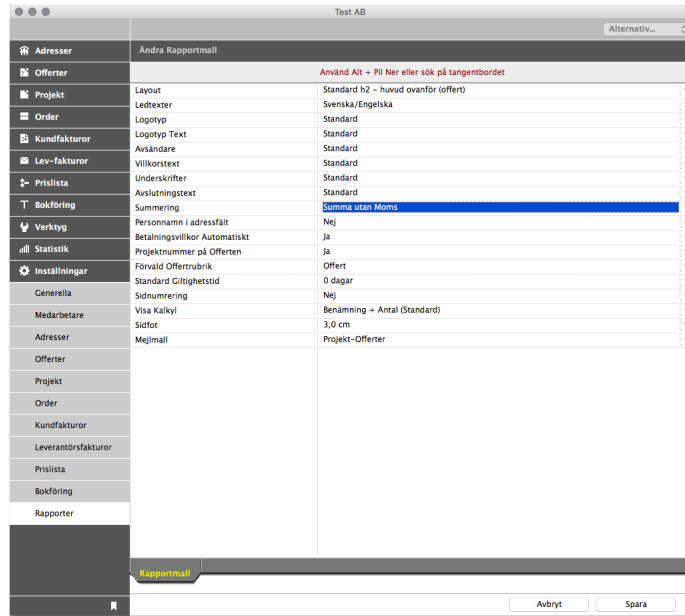 Test AB
Alternativ...
Adresser
Offerter
Projekt
Order
Kundfakturor
Lev-fakturor
Prislista
Bokföring
Verktyg
Statistik
Inställningar
Generella
Medarbetare
Adresser
Offerter
Projekt
Order
Kundfakturor
Leverantörsfakturor
Prislista
Bokföring
Rapporter
Ändra Rapportmall
Använd Alt + Pil Ner eller sök på tangentbordet
Layout Standard h2 - huvud ovanför (offert)
Ledtexter Svenska/Engelska
Logotyp Standard
Logotyp Text Standard
Avsändare Standard
Villkorstext Standard
Underskrifter Standard
Avslutningstext Standard
Summering Summa utan Moms
Personnamn i adressfält Nej
Betalningsvillkor Automatiskt Ja
Projektnummer på Offerten Ja
Förvald Offertrubrik Offert
Standard Giltighetstid 0 dagar
Sidnumrering Nej
Visa Kalkyl Benämning + Antal (Standard)
Sidfot 3,0 cm
Mejlmall Projekt-Offerter
Rapportmall
Avbryt Spara